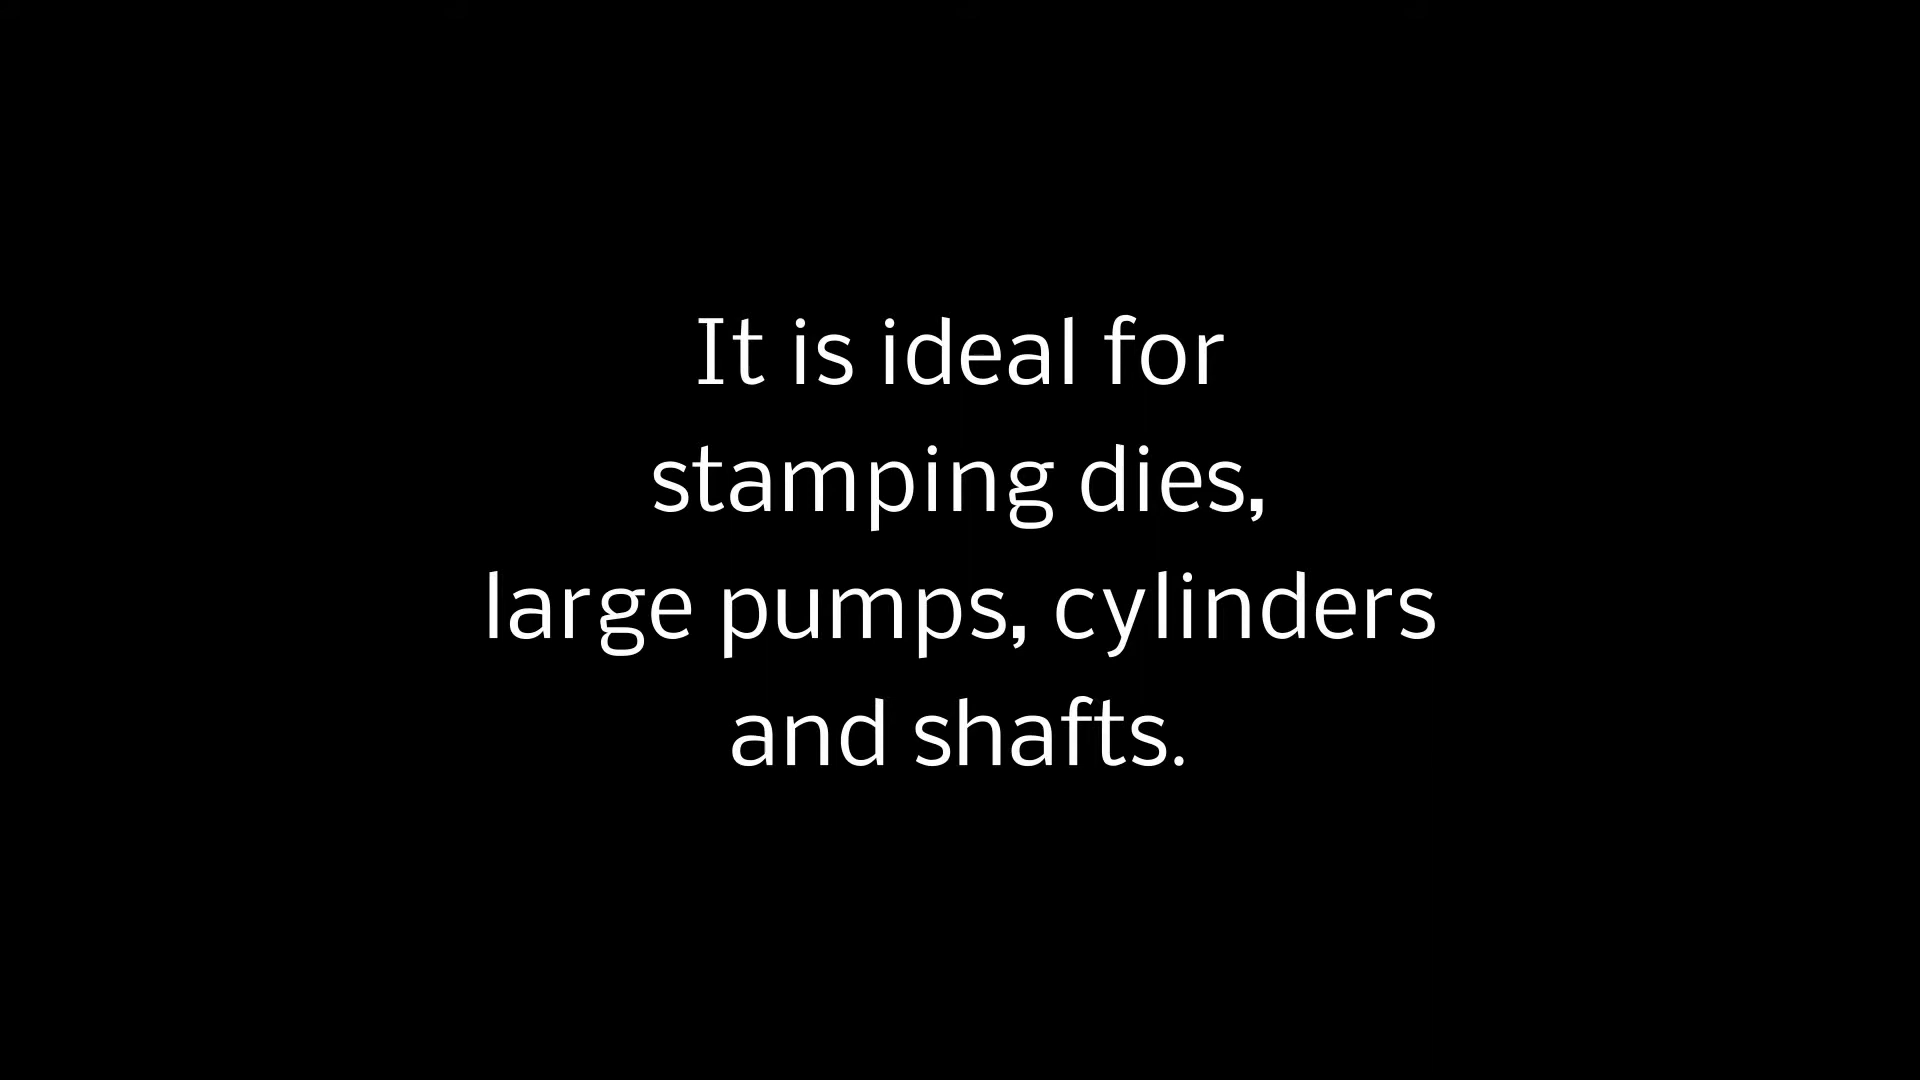 It is ideal for
stamping dies,
large pumps, cylinders
and shafts.